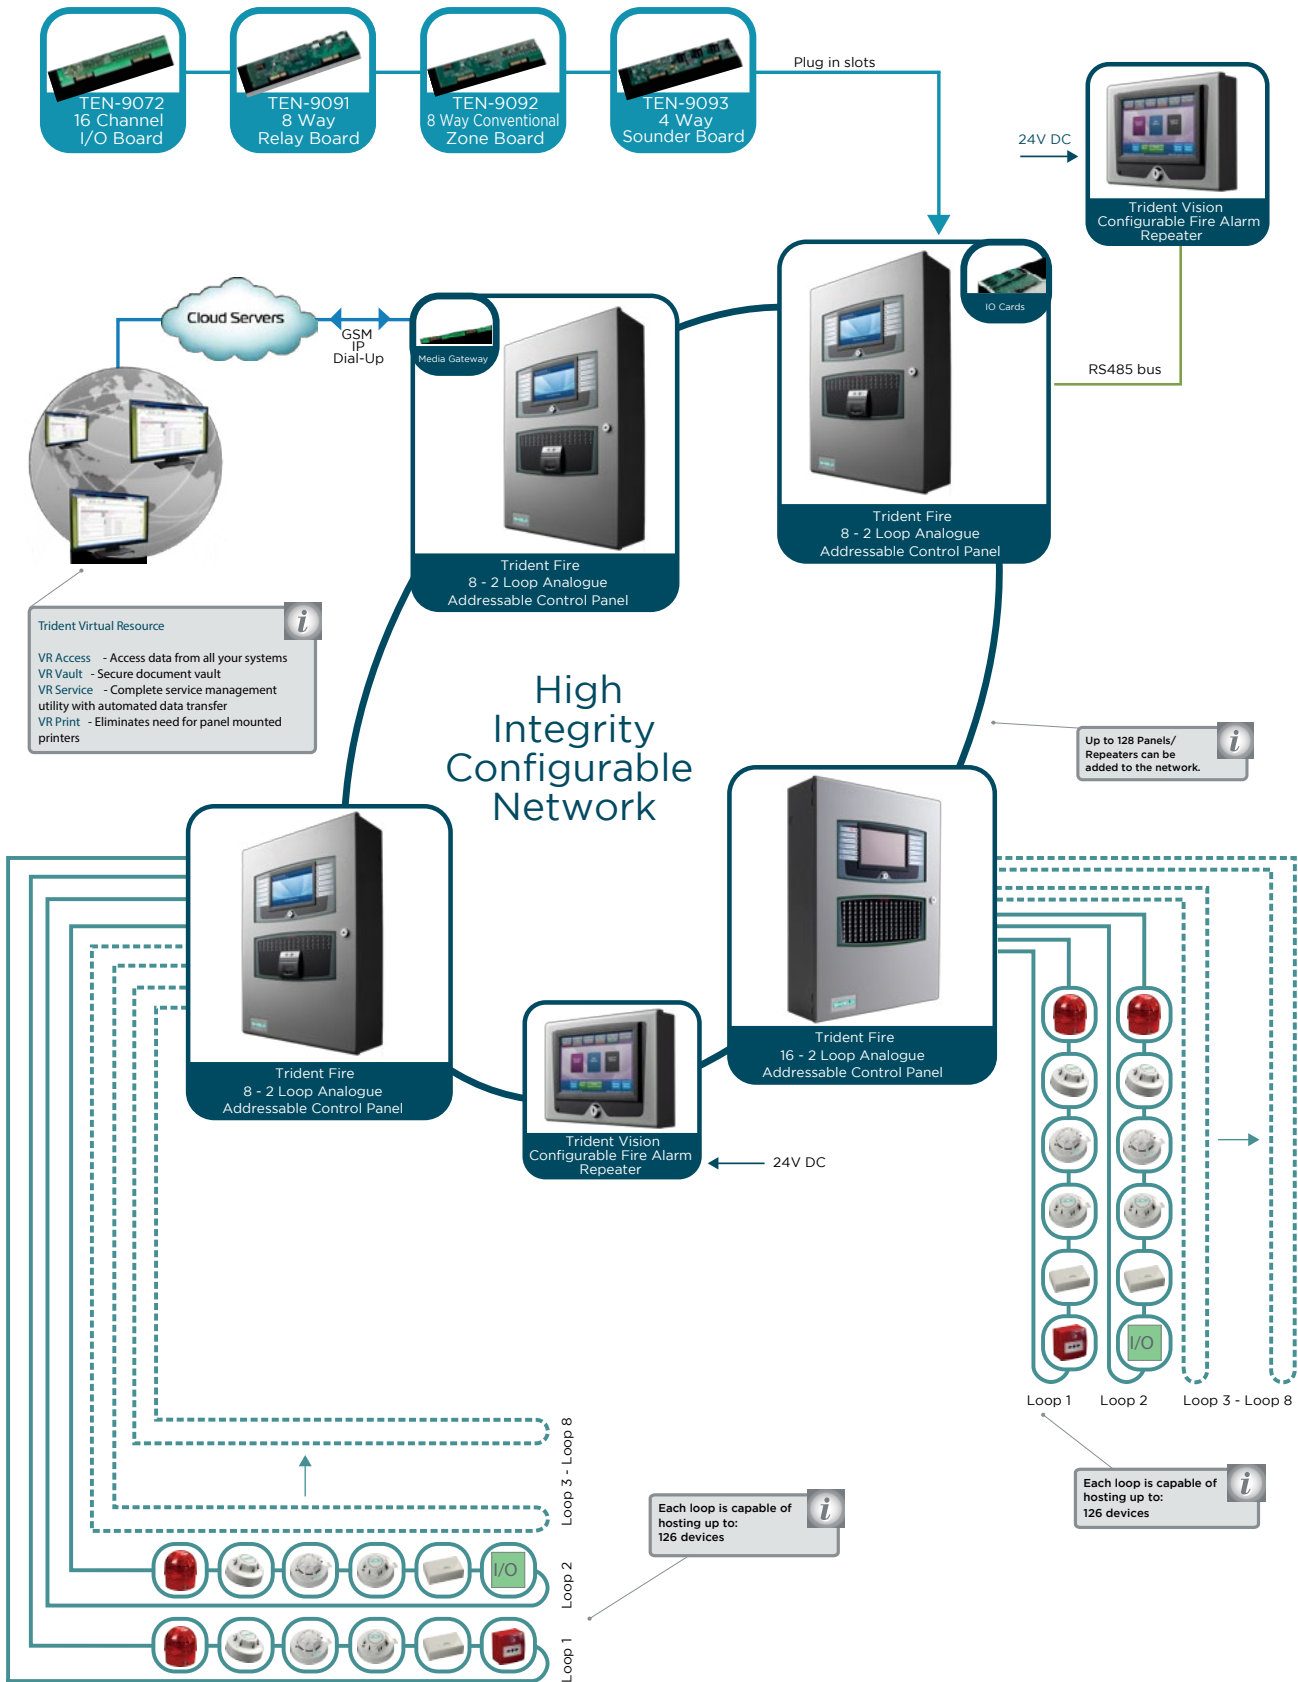 TEN-9072
16 Channel
I/O Board
TEN-9091
8 Way
Relay Board
TEN-9092
8 Way Conventional
Zone Board
TEN-9093
4 Way
Sounder Board
Plug in slots
24V DC
Trident Vision
Configurable Fire Alarm
Repeater
IO Cards
RS485 bus
Trident Fire
8 - 2 Loop Analogue
Addressable Control Panel
Cloud Servers
GSM
IP
Dial-Up
Media Gateway
Trident Fire
8 - 2 Loop Analogue
Addressable Control Panel
i
Trident Virtual Resource
VR Access - Access data from all your systems
VR Vault - Secure document vault
VR Service - Complete service management
utility with automated data transfer
VR Print - Eliminates need for panel mounted
printers
High
Integrity
Configurable
Network
i
Up to 128 Panels/
Repeaters can be
added to the network.
Trident Fire
8 - 2 Loop Analogue
Addressable Control Panel
Trident Fire
16 - 2 Loop Analogue
Addressable Control Panel
Trident Vision
Configurable Fire Alarm
Repeater
24V DC
I/O
Loop 1
Loop 2
Loop 3 - Loop 8
i
Each loop is capable of
hosting up to:
126 devices
Loop 3 - Loop 8
i
Each loop is capable of
hosting up to:
126 devices
I/O
Loop 2
Loop 1